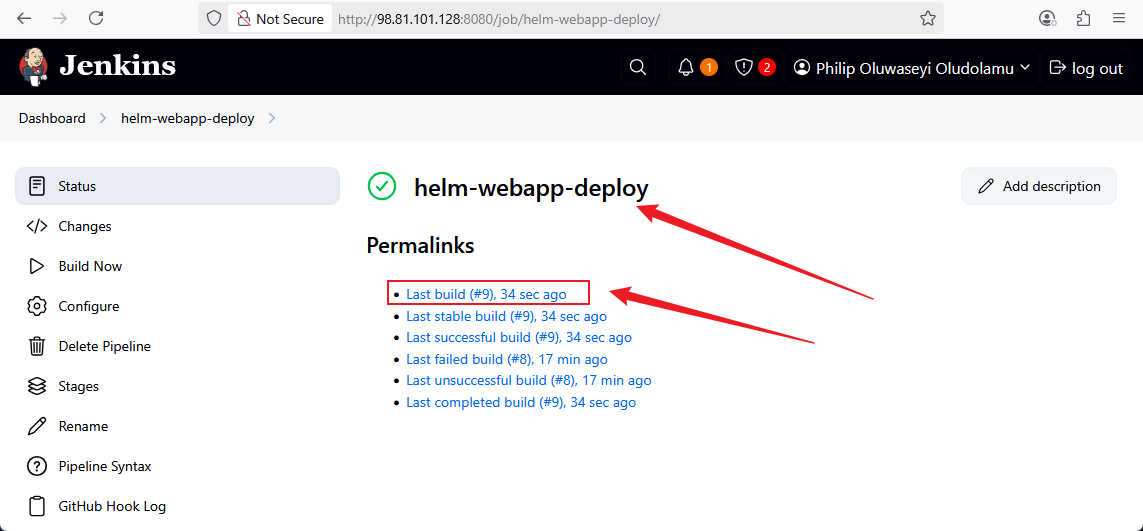 Not Secure http://98.81.101.128:8080/job/helm-webapp-deploy/
Jenkins 1 2 Philip Oluwaseyi Oludolamu log out
Dashboard helm-webapp-deploy
Status
Changes
Build Now
Configure
Delete Pipeline
Stages
Rename
Pipeline Syntax
GitHub Hook Log
helm-webapp-deploy
Add description
Permalinks
Last build (#9), 34 sec ago
Last stable build (#9), 34 sec ago
Last successful build (#9), 34 sec ago
Last failed build (#8), 17 min ago
Last unsuccessful build (#8), 17 min ago
Last completed build (#9), 34 sec ago